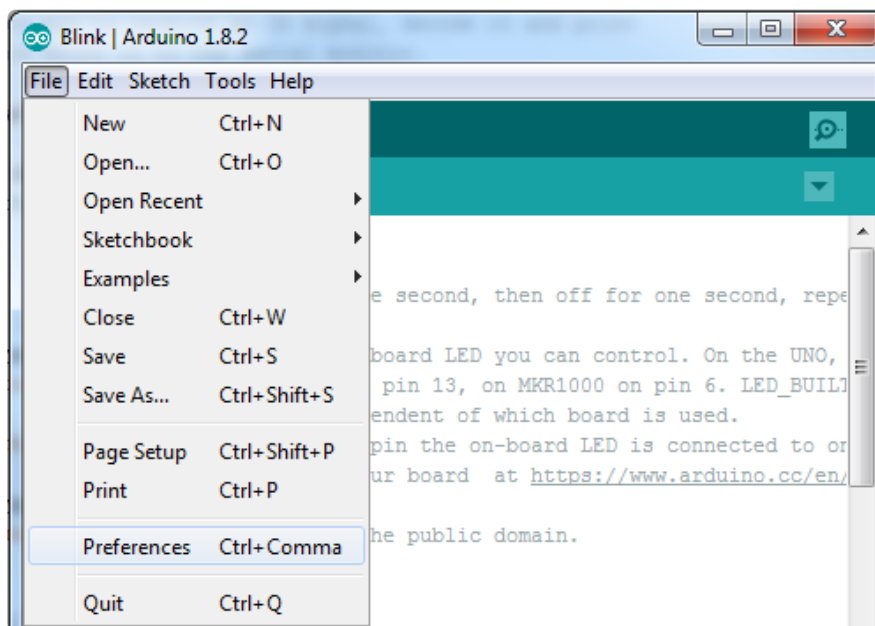 Blink | Arduino 1.8.2
File Edit Sketch Tools Help
New Ctrl+N
Open... Ctrl+O
Open Recent
Sketchbook
Examples
Close Ctrl+W
Save Ctrl+S
Save As... Ctrl+Shift+S
Page Setup Ctrl+Shift+P
Print Ctrl+P
Preferences Ctrl+Comma
Quit Ctrl+Q
e second, then off for one second, repe
board LED you can control. On the UNO,
pin 13, on MKR1000 on pin 6. LED_BUILT
endent of which board is used.
pin the on-board LED is connected to on
ur board at https://www.arduino.cc/en/
he public domain.